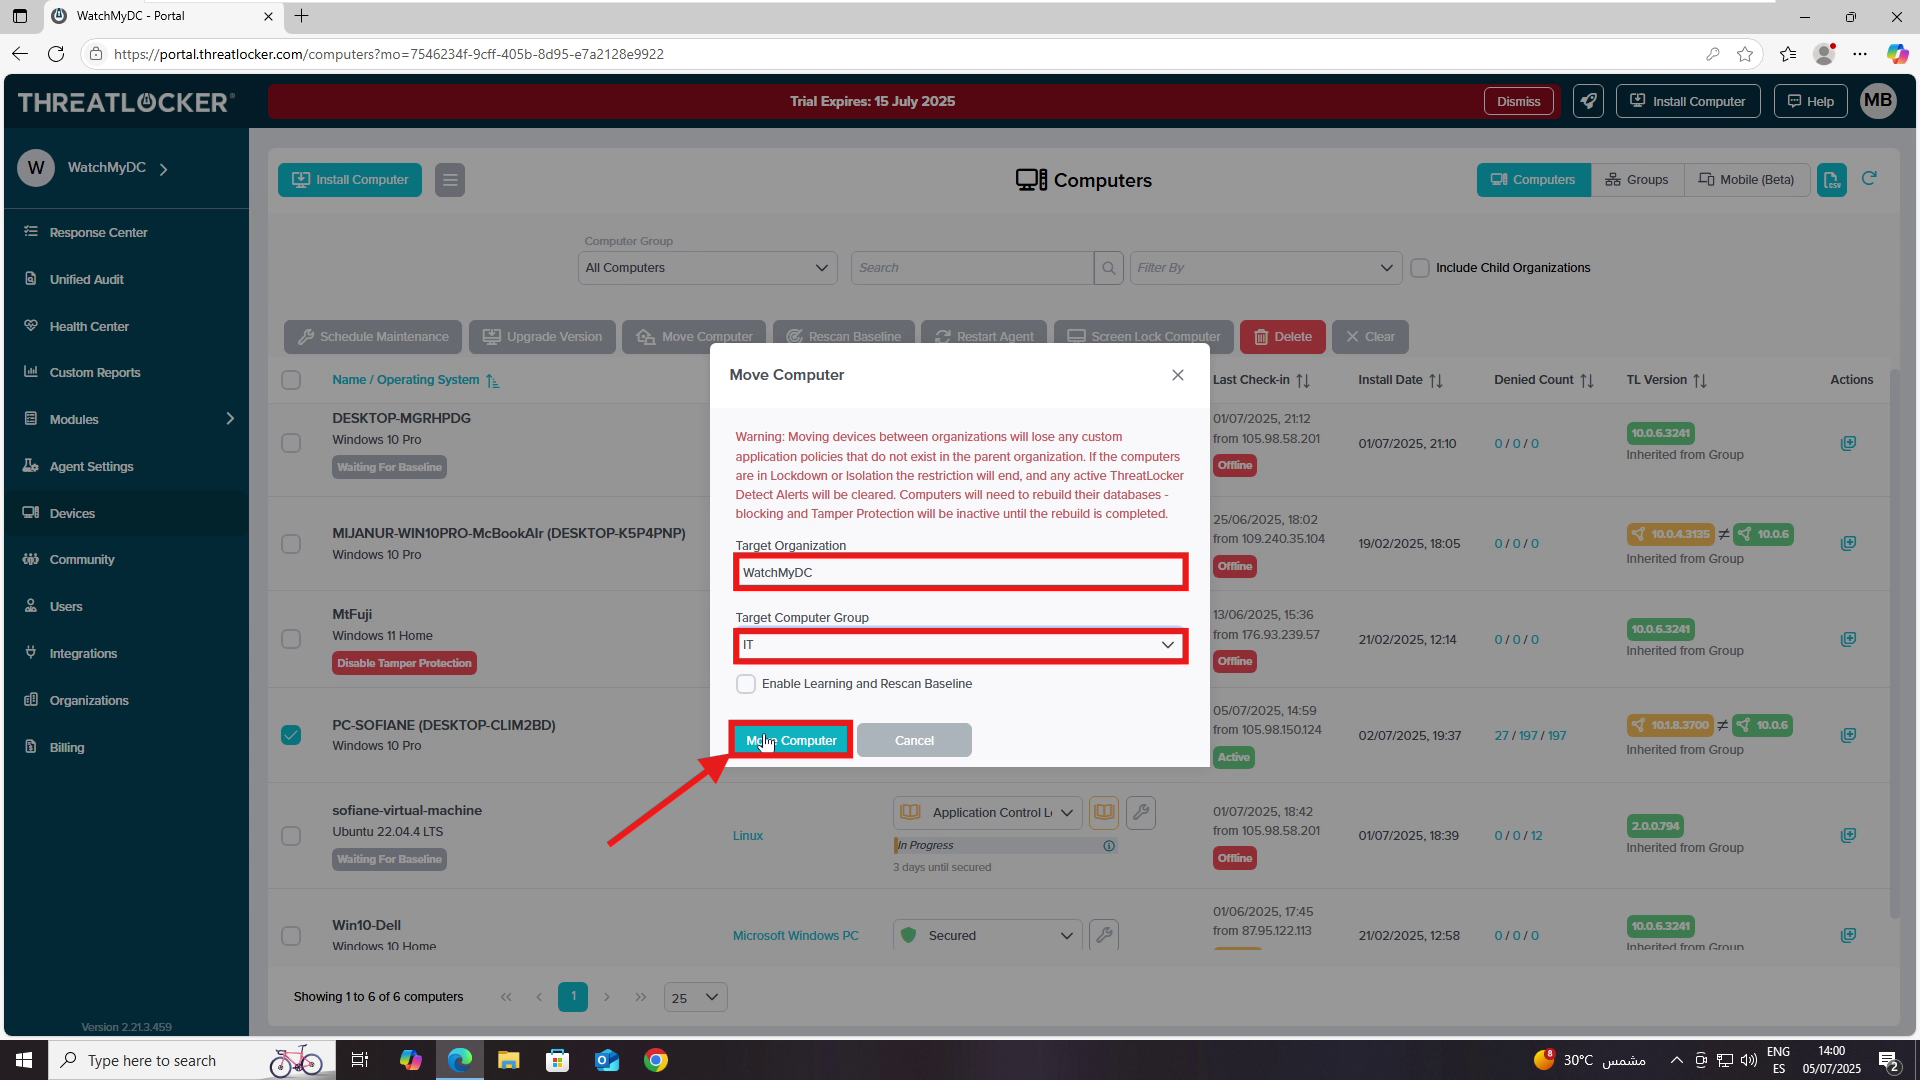 WatchMyDC - Portal
https://portal.threatlocker.com/computers?mo=7546234f-9cff-405b-8d95-e7a2128e9922
THREATLOCKER
Trial Expires: 15 July 2025
Dismiss
Install Computer
Help
MB
W
WatchMyDC
Install Computer
Computers
Computers
Groups
Mobile (Beta)
CSV
Response Center
Unified Audit
Health Center
Custom Reports
Modules
Agent Settings
Devices
Community
Users
Integrations
Organizations
Billing
Version 2.21.3.459
Computer Group
All Computers
Search
Filter By
Include Child Organizations
Schedule Maintenance
Upgrade Version
Move Computer
Rescan Baseline
Restart Agent
Screen Lock Computer
Delete
Clear
Name / Operating System
Last Check-in
Install Date
Denied Count
TL Version
Actions
DESKTOP-MGRHPDG
Windows 10 Pro
Waiting For Baseline
01/07/2025, 21:12
from 105.98.58.201
Offline
01/07/2025, 21:10
0 / 0 / 0
10.0.6.3241
Inherited from Group
MIJANUR-WIN10PRO-McBookAIr (DESKTOP-K5P4PNP)
Windows 10 Pro
25/06/2025, 18:02
from 109.240.35.104
Offline
19/02/2025, 18:05
0 / 0 / 0
10.0.4.3135 ≠ 10.0.6
Inherited from Group
MtFuji
Windows 11 Home
Disable Tamper Protection
13/06/2025, 15:36
from 176.93.239.57
Offline
21/02/2025, 12:14
0 / 0 / 0
10.0.6.3241
Inherited from Group
PC-SOFIANE (DESKTOP-CLIM2BD)
Windows 10 Pro
05/07/2025, 14:59
from 105.98.150.124
Active
02/07/2025, 19:37
27 / 197 / 197
10.1.8.3700 ≠ 10.0.6
Inherited from Group
sofiane-virtual-machine
Ubuntu 22.04.4 LTS
Waiting For Baseline
Linux
Application Control L
In Progress
3 days until secured
01/07/2025, 18:42
from 105.98.58.201
Offline
01/07/2025, 18:39
0 / 0 / 12
2.0.0.794
Inherited from Group
Win10-Dell
Windows 10 Home
Microsoft Windows PC
Secured
01/06/2025, 17:45
from 87.95.122.113
21/02/2025, 12:58
0 / 0 / 0
10.0.6.3241
Inherited from Group
Move Computer
Warning: Moving devices between organizations will lose any custom
application policies that do not exist in the parent organization. If the computers
are in Lockdown or Isolation the restriction will end, and any active ThreatLocker
Detect Alerts will be cleared. Computers will need to rebuild their databases -
blocking and Tamper Protection will be inactive until the rebuild is completed.
Target Organization
WatchMyDC
Target Computer Group
IT
Enable Learning and Rescan Baseline
Move Computer
Cancel
Showing 1 to 6 of 6 computers
1
25
Type here to search
8
30°C مشمس
ENG
ES
14:00
05/07/2025
2